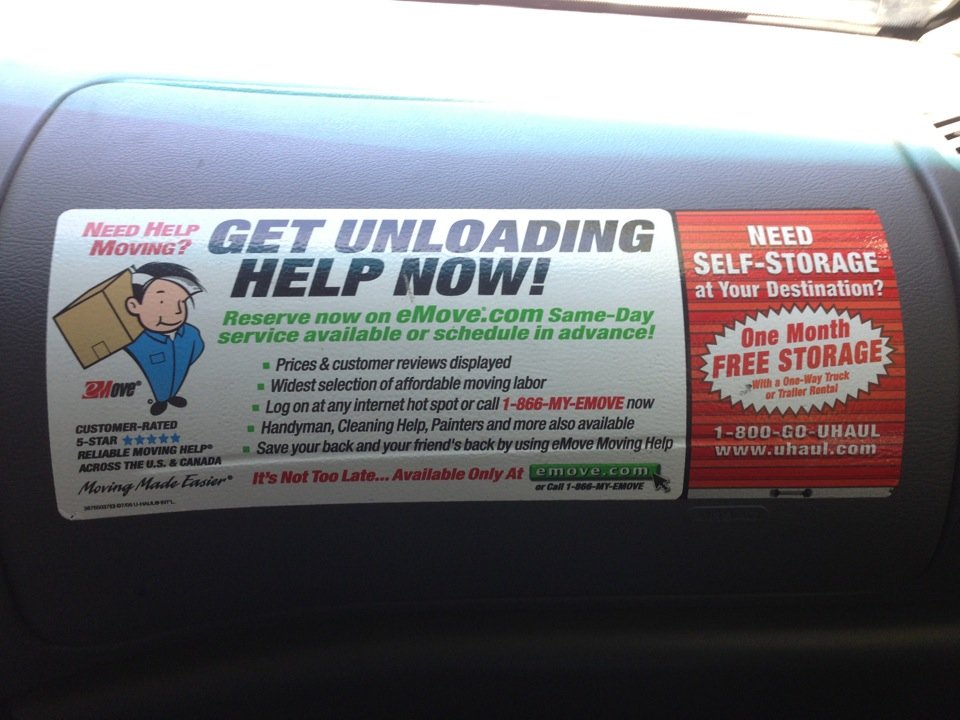 NEED HELP
MOVING?
GET UNLOADING
HELP NOW!
Reserve now on eMove.com Same-Day
service available or schedule in advance!
Prices & customer reviews displayed
Widest selection of affordable moving labor
Log on at any internet hot spot or call 1-866-MY-EMOVE now
Handyman, Cleaning Help, Painters and more also available
Save your back and your friend's back by using eMove Moving Help
eMove®
CUSTOMER-RATED
5-STAR ★★★★★
RELIABLE MOVING HELP®
ACROSS THE U.S. & CANADA
Moving Made Easier®
It's Not Too Late... Available Only At emove.com
or Call 1-866-MY-EMOVE
NEED
SELF-STORAGE
at Your Destination?
One Month
FREE STORAGE
With a One-Way Truck
or Trailer Rental
1-800-GO-UHAUL
www.uhaul.com